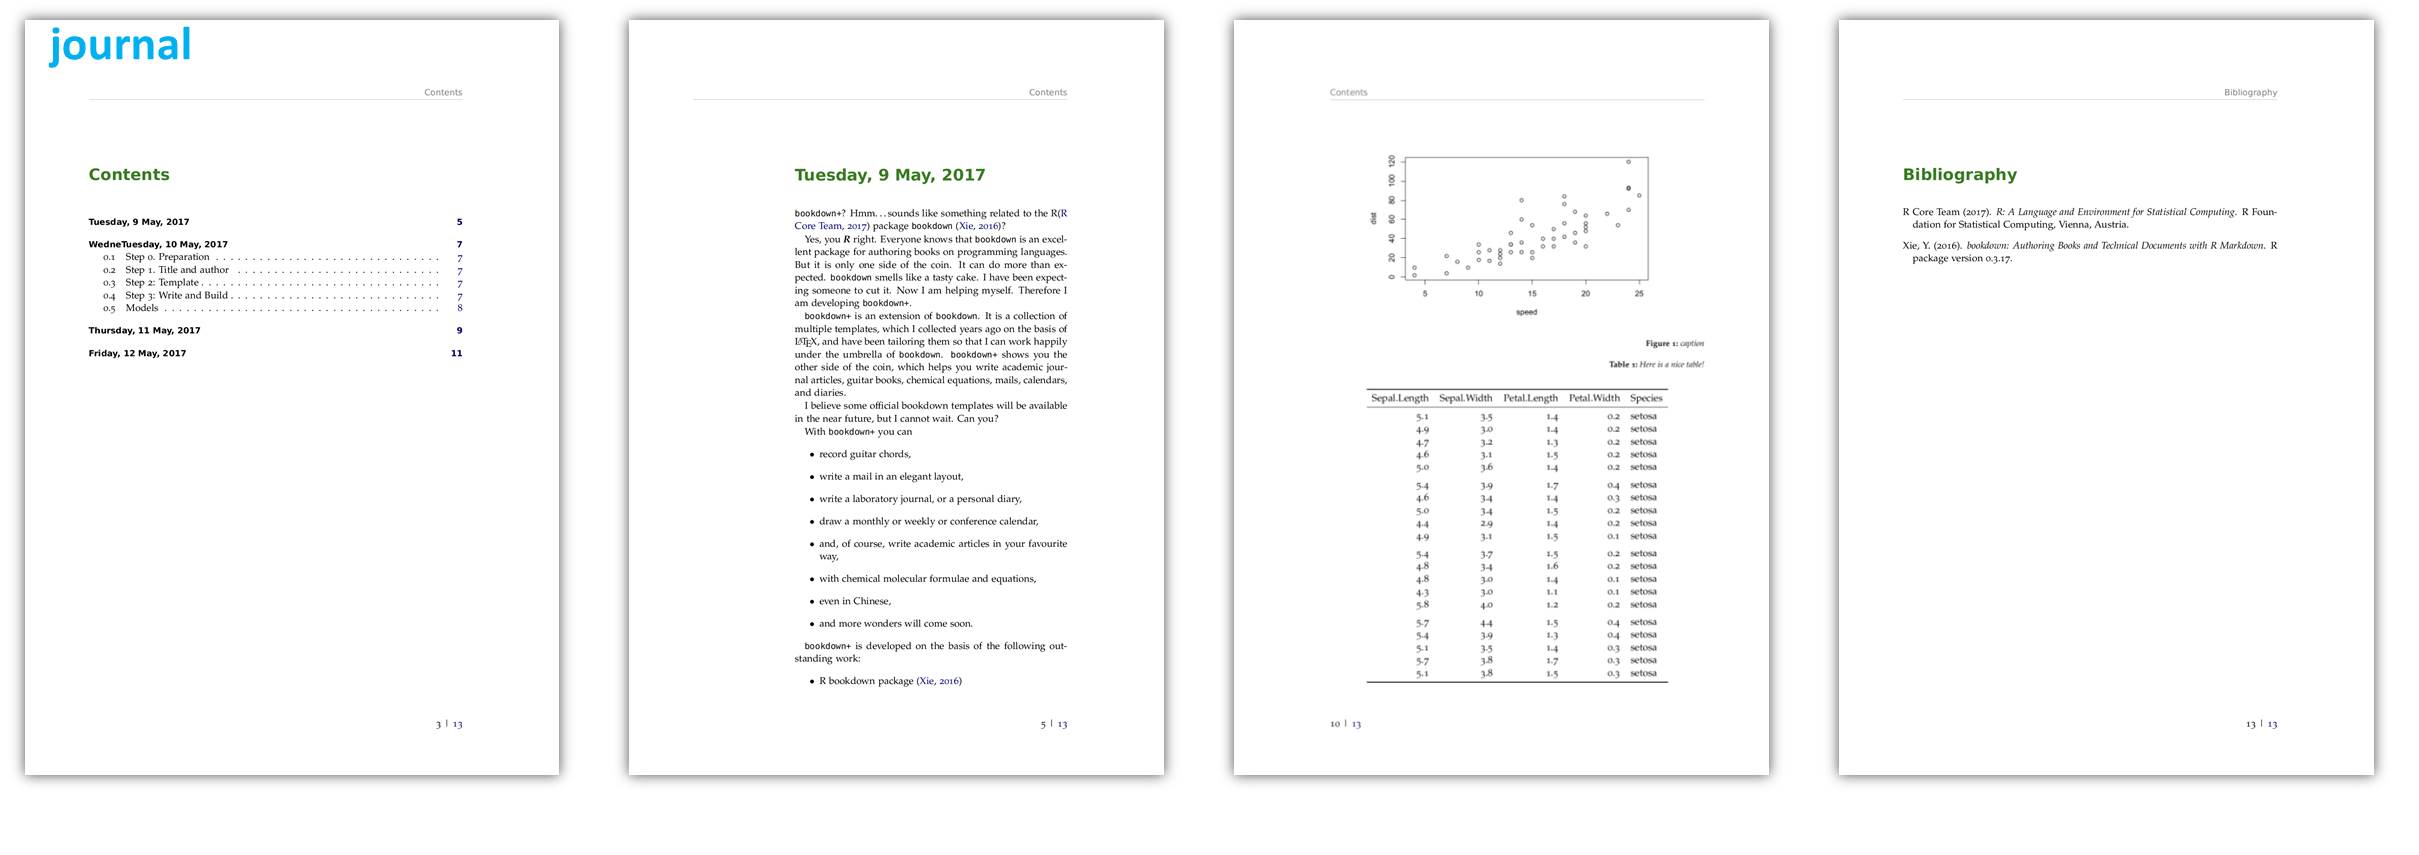 journal
Contents
Contents
Tuesday, 9 May, 2017 5
WedneTuesday, 10 May, 2017 7
0.1 Step 0. Preparation . . . . . . . . . . . . . . . . . . . . . . . . . . . . . 7
0.2 Step 1. Title and author . . . . . . . . . . . . . . . . . . . . . . . . . . 7
0.3 Step 2: Template . . . . . . . . . . . . . . . . . . . . . . . . . . . . . . . 7
0.4 Step 3: Write and Build . . . . . . . . . . . . . . . . . . . . . . . . . . . 7
0.5 Models . . . . . . . . . . . . . . . . . . . . . . . . . . . . . . . . . . . 8
Thursday, 11 May, 2017 9
Friday, 12 May, 2017 11
3 | 13
Contents
Tuesday, 9 May, 2017
bookdown+? Hmm...sounds like something related to the R(R
Core Team, 2017) package bookdown (Xie, 2016)?
Yes, you R right. Everyone knows that bookdown is an excel-
lent package for authoring books on programming languages.
But it is only one side of the coin. It can do more than ex-
pected. bookdown smells like a tasty cake. I have been expect-
ing someone to cut it. Now I am helping myself. Therefore I
am developing bookdown+.
bookdown+ is an extension of bookdown. It is a collection of
multiple templates, which I collected years ago on the basis of
LATEX, and have been tailoring them so that I can work happily
under the umbrella of bookdown. bookdown+ shows you the
other side of the coin, which helps you write academic jour-
nal articles, guitar books, chemical equations, mails, calendars,
and diaries.
I believe some official bookdown templates will be available
in the near future, but I cannot wait. Can you?
With bookdown+ you can
• record guitar chords,
• write a mail in an elegant layout,
• write a laboratory journal, or a personal diary,
• draw a monthly or weekly or conference calendar,
• and, of course, write academic articles in your favourite
way,
• with chemical molecular formulae and equations,
• even in Chinese,
• and more wonders will come soon.
bookdown+ is developed on the basis of the following out-
standing work:
• R bookdown package (Xie, 2016)
5 | 13
Contents
120
100
80
60
40
20
0
dist
5 10 15 20 25
speed
Figure 1: caption
Table 1: Here is a nice table!
Sepal.Length Sepal.Width Petal.Length Petal.Width Species
5.1 3.5 1.4 0.2 setosa
4.9 3.0 1.4 0.2 setosa
4.7 3.2 1.3 0.2 setosa
4.6 3.1 1.5 0.2 setosa
5.0 3.6 1.4 0.2 setosa
5.4 3.9 1.7 0.4 setosa
4.6 3.4 1.4 0.3 setosa
5.0 3.4 1.5 0.2 setosa
4.4 2.9 1.4 0.2 setosa
4.9 3.1 1.5 0.1 setosa
5.4 3.7 1.5 0.2 setosa
4.8 3.4 1.6 0.2 setosa
4.8 3.0 1.4 0.1 setosa
4.3 3.0 1.1 0.1 setosa
5.8 4.0 1.2 0.2 setosa
5.7 4.4 1.5 0.4 setosa
5.4 3.9 1.3 0.4 setosa
5.1 3.5 1.4 0.3 setosa
5.7 3.8 1.7 0.3 setosa
5.1 3.8 1.5 0.3 setosa
10 | 13
Bibliography
Bibliography
R Core Team (2017). R: A Language and Environment for Statistical Computing. R Foun-
dation for Statistical Computing, Vienna, Austria.
Xie, Y. (2016). bookdown: Authoring Books and Technical Documents with R Markdown. R
package version 0.3.17.
13 | 13